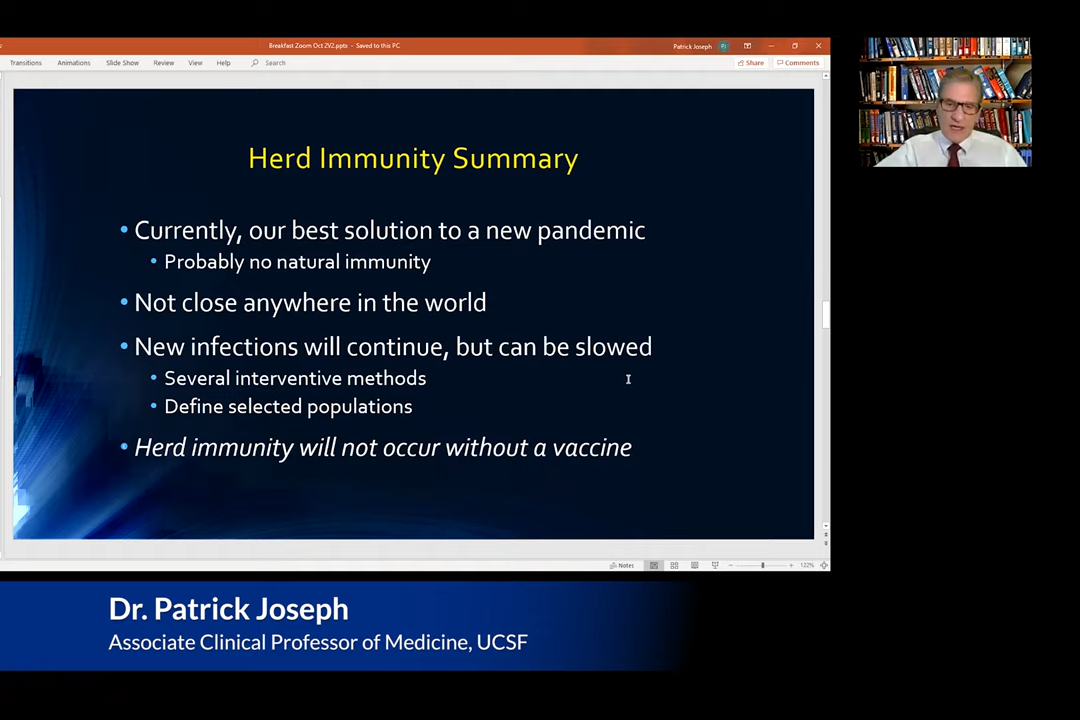 Breakfast Zoom Oct 2V2.pptx - Saved to this PC
Patrick Joseph PJ
Transitions Animations Slide Show Review View Help Search Share Comments
Herd Immunity Summary
• Currently, our best solution to a new pandemic
• Probably no natural immunity
• Not close anywhere in the world
• New infections will continue, but can be slowed
• Several interventive methods
• Define selected populations
• Herd immunity will not occur without a vaccine
Notes 122%
Dr. Patrick Joseph
Associate Clinical Professor of Medicine, UCSF